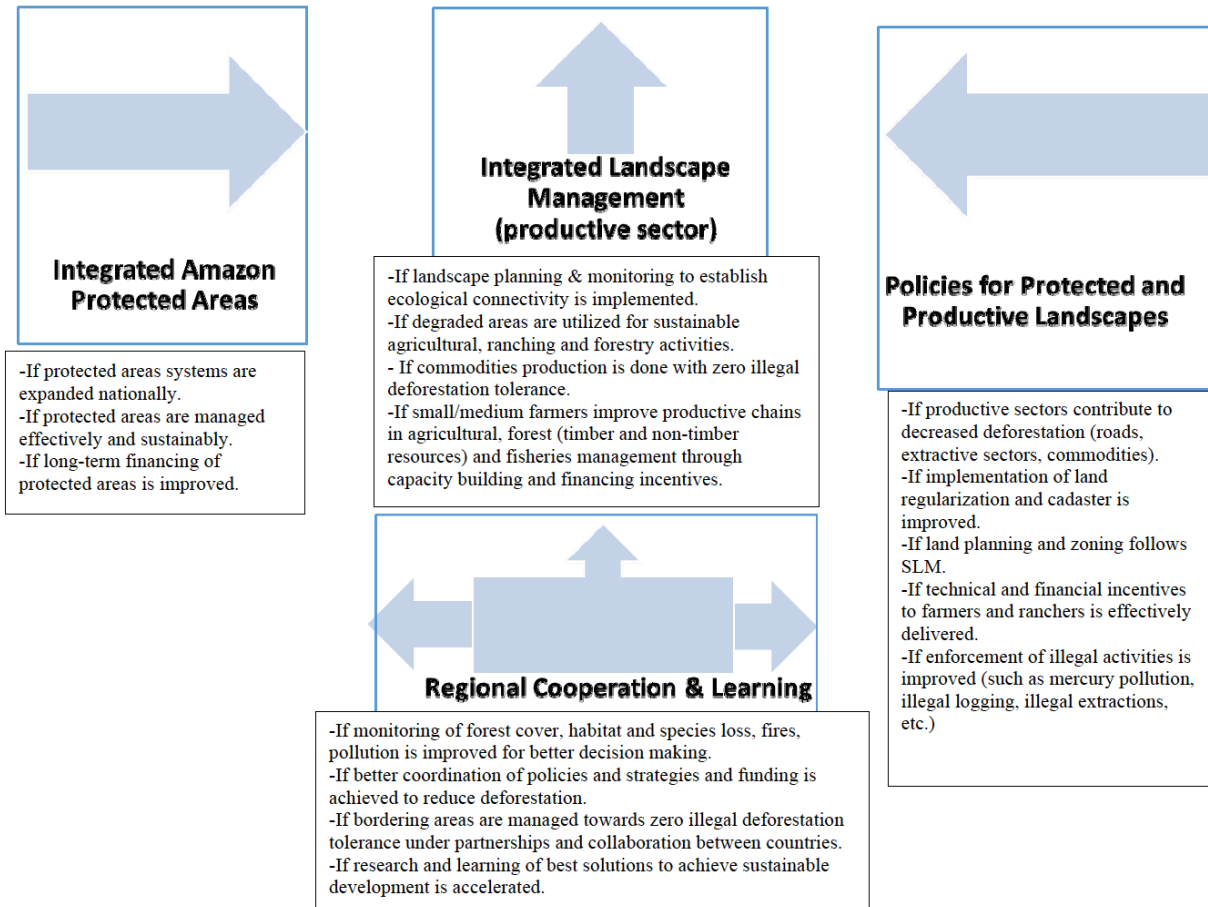 Integrated Amazon
Protected Areas
-If protected areas systems are
expanded nationally.
-If protected areas are managed
effectively and sustainably.
-If long-term financing of
protected areas is improved.
Integrated Landscape
Management
(productive sector)
-If landscape planning & monitoring to establish
ecological connectivity is implemented.
-If degraded areas are utilized for sustainable
agricultural, ranching and forestry activities.
- If commodities production is done with zero illegal
deforestation tolerance.
-If small/medium farmers improve productive chains
in agricultural, forest (timber and non-timber
resources) and fisheries management through
capacity building and financing incentives.
Regional Cooperation & Learning
-If monitoring of forest cover, habitat and species loss, fires,
pollution is improved for better decision making.
-If better coordination of policies and strategies and funding is
achieved to reduce deforestation.
-If bordering areas are managed towards zero illegal deforestation
tolerance under partnerships and collaboration between countries.
-If research and learning of best solutions to achieve sustainable
development is accelerated.
Policies for Protected and
Productive Landscapes
-If productive sectors contribute to
decreased deforestation (roads,
extractive sectors, commodities).
-If implementation of land
regularization and cadaster is
improved.
-If land planning and zoning follows
SLM.
-If technical and financial incentives
to farmers and ranchers is effectively
delivered.
-If enforcement of illegal activities is
improved (such as mercury pollution,
illegal logging, illegal extractions,
etc.)